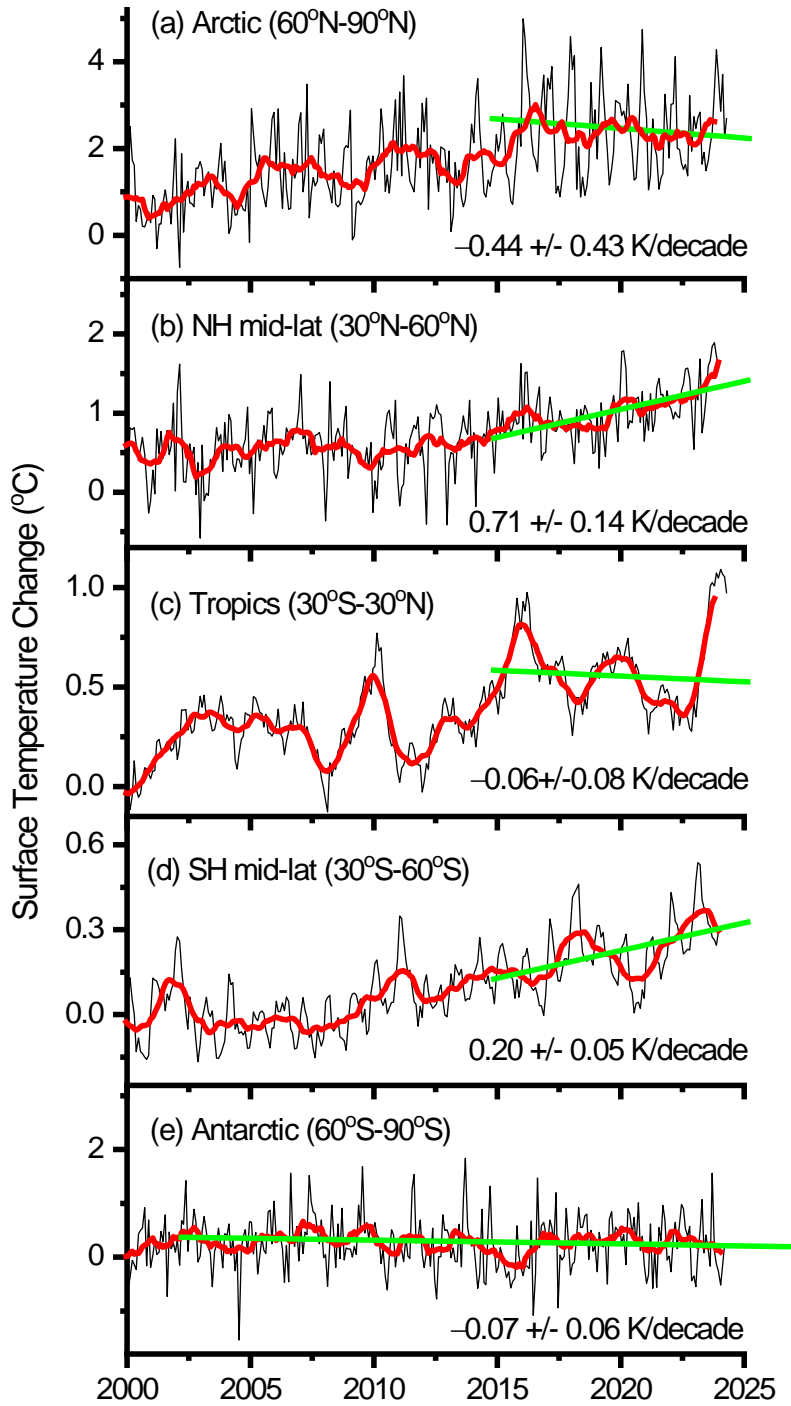 (a) Arctic (60°N-90°N)
4
2
0
–0.44 +/- 0.43 K/decade
(b) NH mid-lat (30°N-60°N)
2
1
0
0.71 +/- 0.14 K/decade
Surface Temperature Change (°C)
1.0
(c) Tropics (30°S-30°N)
0.5
0.0
–0.06+/-0.08 K/decade
0.6
(d) SH mid-lat (30°S-60°S)
0.3
0.0
0.20 +/- 0.05 K/decade
(e) Antarctic (60°S-90°S)
2
0
–0.07 +/- 0.06 K/decade
2000 2005 2010 2015 2020 2025